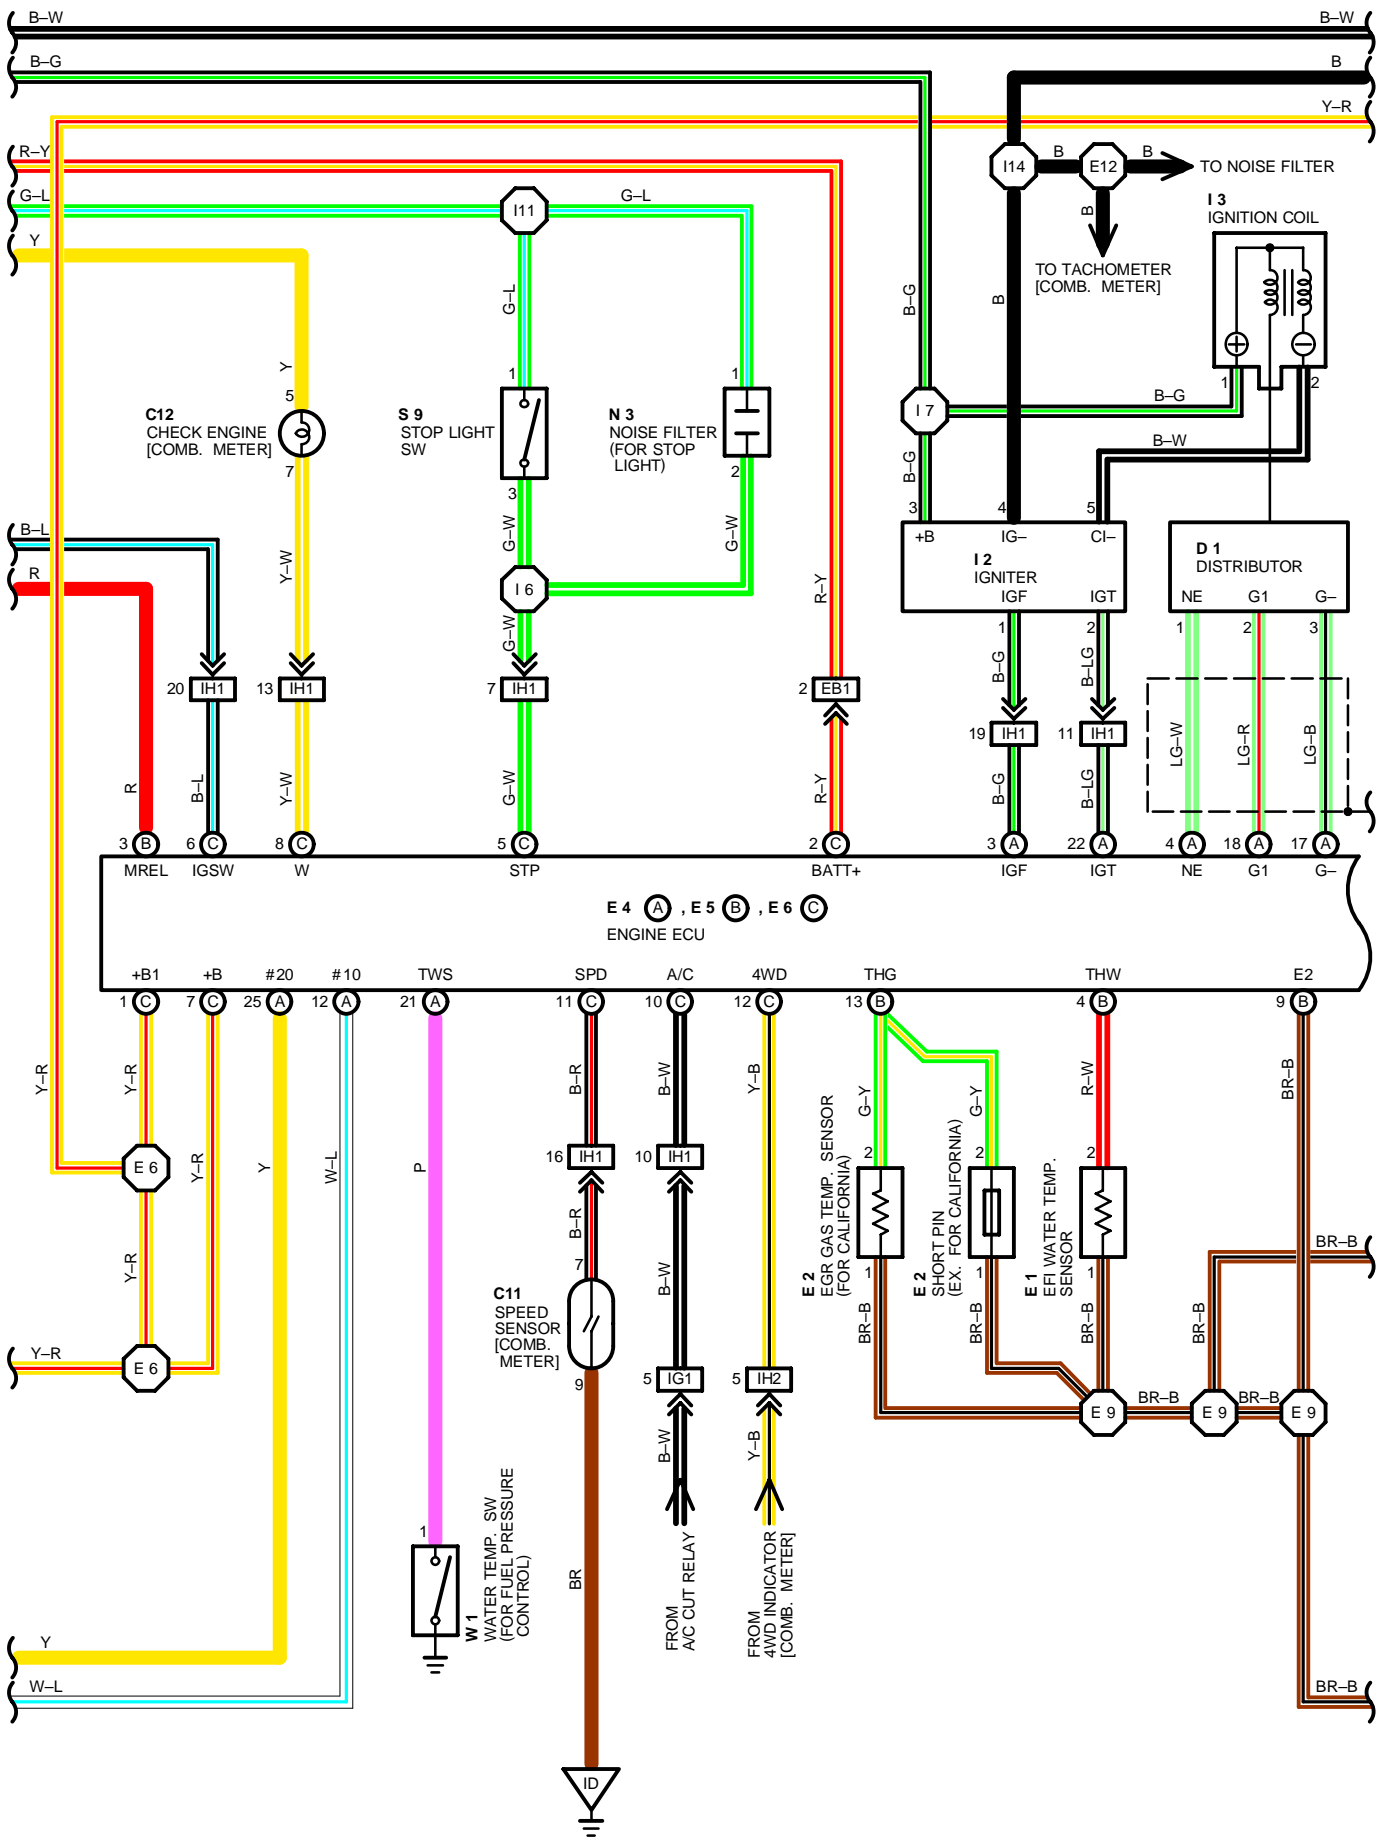 B–W
B–W
B–G
B
Y–R
R–Y
B
B
I14
E12
TO NOISE FILTER
G–L
G–L
I11
I 3
IGNITION COIL
B
Y
TO TACHOMETER
[COMB. METER]
G–L
B–G
B
Y
1
1
1
2
5
B–G
C12
CHECK ENGINE
[COMB. METER]
S 9
STOP LIGHT
SW
N 3
NOISE FILTER
(FOR STOP
LIGHT)
I 7
B–W
7
2
B–G
3
3
4
5
B–L
G–W
G–W
+B
IG–
CI–
I 2
IGNITER
D 1
DISTRIBUTOR
R
Y–W
I 6
R–Y
IGF
IGT
NE
G1
G–
G–W
1
2
1
2
3
B–G
B–LG
20
IH1
13
IH1
7
IH1
2
EB1
19
IH1
11
IH1
LG–W
LG–R
LG–B
R
B–L
Y–W
G–W
R–Y
B–G
B–LG
3
B
6
C
8
C
5
C
2
C
3
A
22
A
4
A
18
A
17
A
MREL
IGSW
W
STP
BATT+
IGF
IGT
NE
G1
G–
E 4 A , E 5 B , E 6 C
ENGINE ECU
+B1
+B
#20
#10
TWS
SPD
A/C
4WD
THG
THW
E2
1
C
7
C
25
A
12
A
21
A
11
C
10
C
12
C
13
B
4
B
9
B
Y–R
Y–R
B–R
B–W
Y–B
G–Y
G–Y
R–W
BR–B
E 6
Y–R
Y
W–L
P
16
IH1
10
IH1
2
2
2
E 2
EGR GAS TEMP. SENSOR
(FOR CALIFORNIA)
E 2
SHORT PIN
(EX. FOR CALIFORNIA)
E 1
EFI WATER TEMP.
SENSOR
Y–R
B–R
B–W
BR–B
7
1
1
1
C11
SPEED
SENSOR
[COMB.
METER]
BR–B
BR–B
BR–B
Y–R
E 6
9
5
IG1
5
IH2
BR–B
BR–B
E 9
E 9
E 9
B–W
Y–B
1
W 1
WATER TEMP. SW
(FOR FUEL PRESSURE
CONTROL)
BR
FROM
A/C CUT RELAY
FROM
4WD INDICATOR
[COMB. METER]
Y
W–L
BR–B
ID